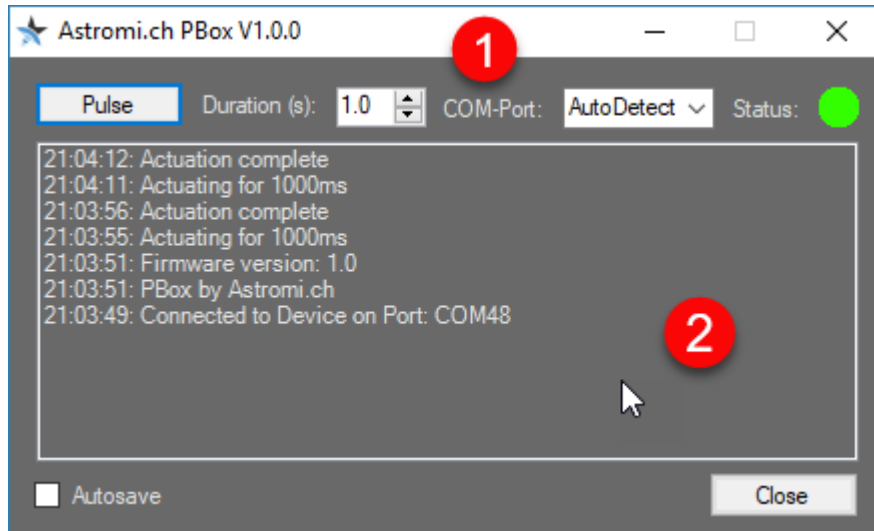 Astromi.ch PBox V1.0.0
1
Pulse Duration (s): 1.0 COM-Port: AutoDetect Status:
21:04:12: Actuation complete
21:04:11: Actuating for 1000ms
21:03:56: Actuation complete
21:03:55: Actuating for 1000ms
21:03:51: Firmware version: 1.0
21:03:51: PBox by Astromi.ch
21:03:49: Connected to Device on Port: COM48
2
Autosave Close